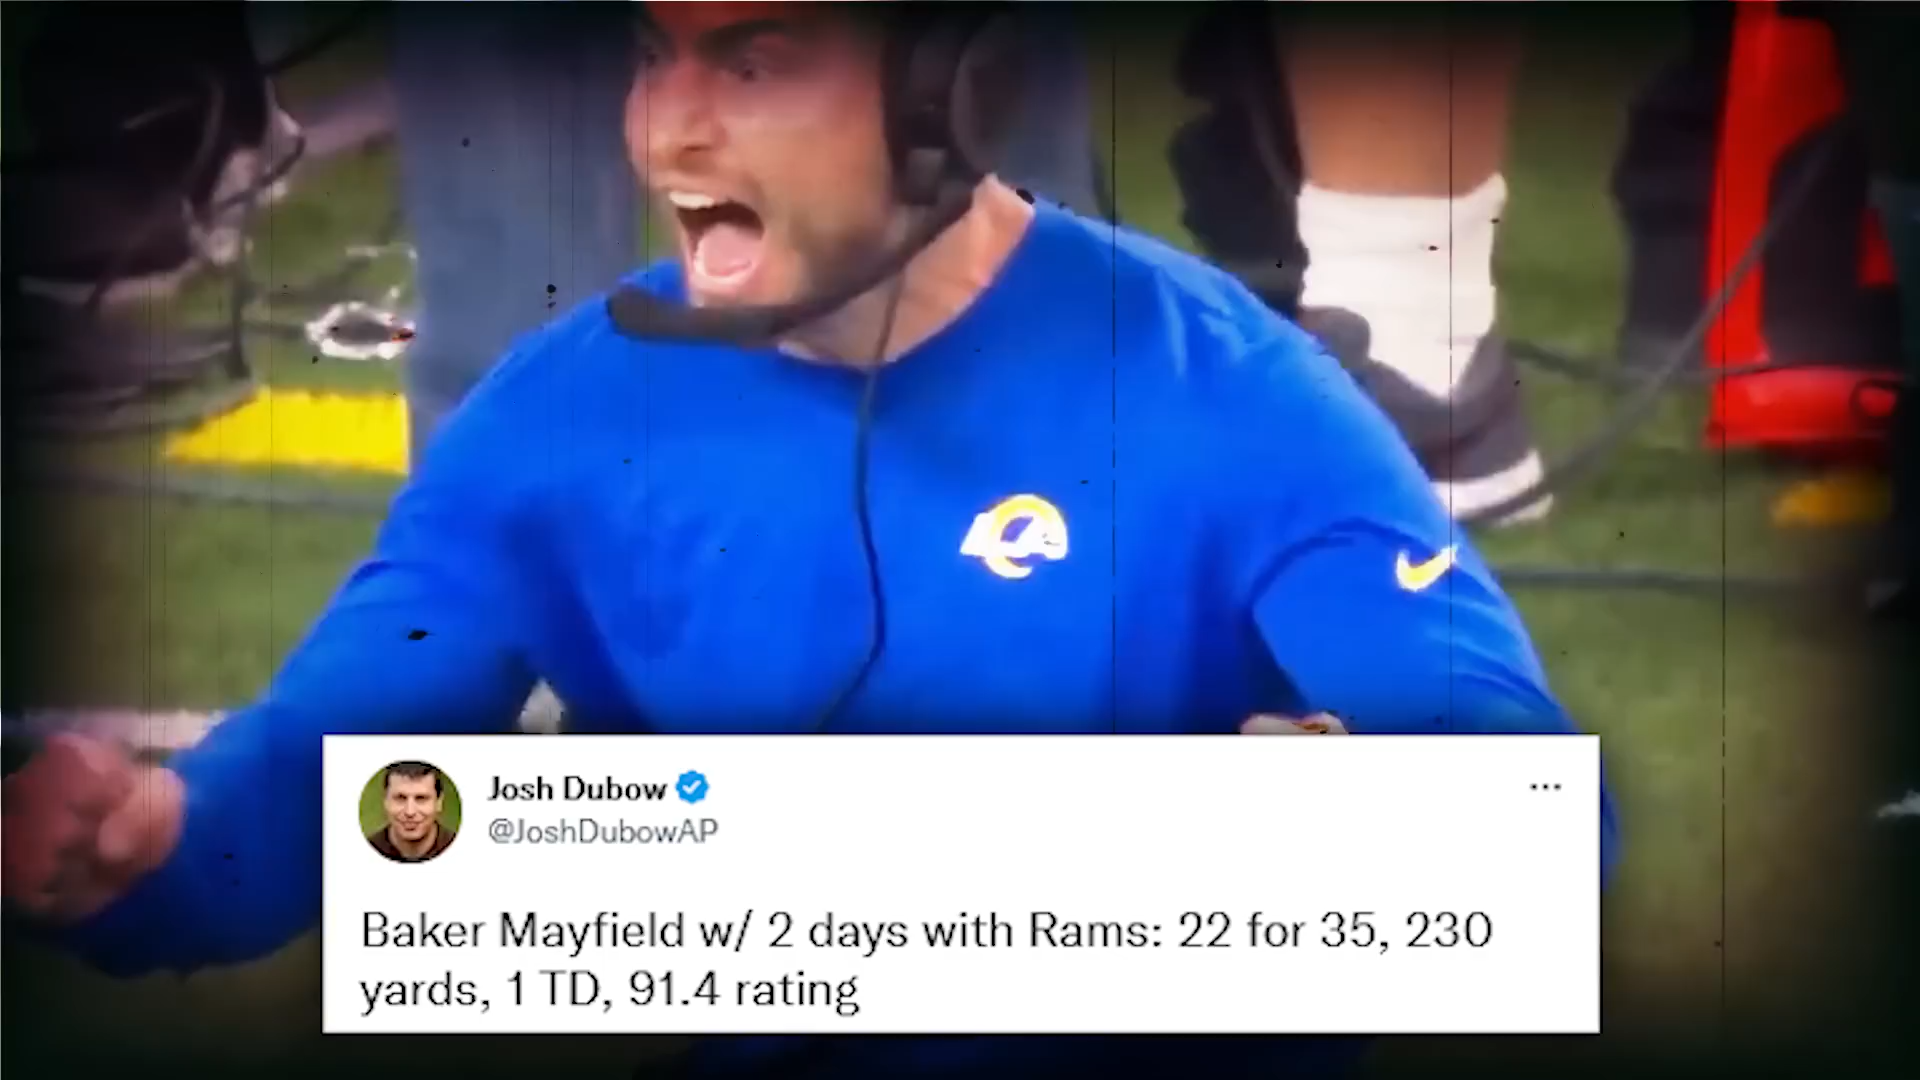 Josh Dubow
@JoshDubowAP
Baker Mayfield w/ 2 days with Rams: 22 for 35, 230
yards, 1 TD, 91.4 rating